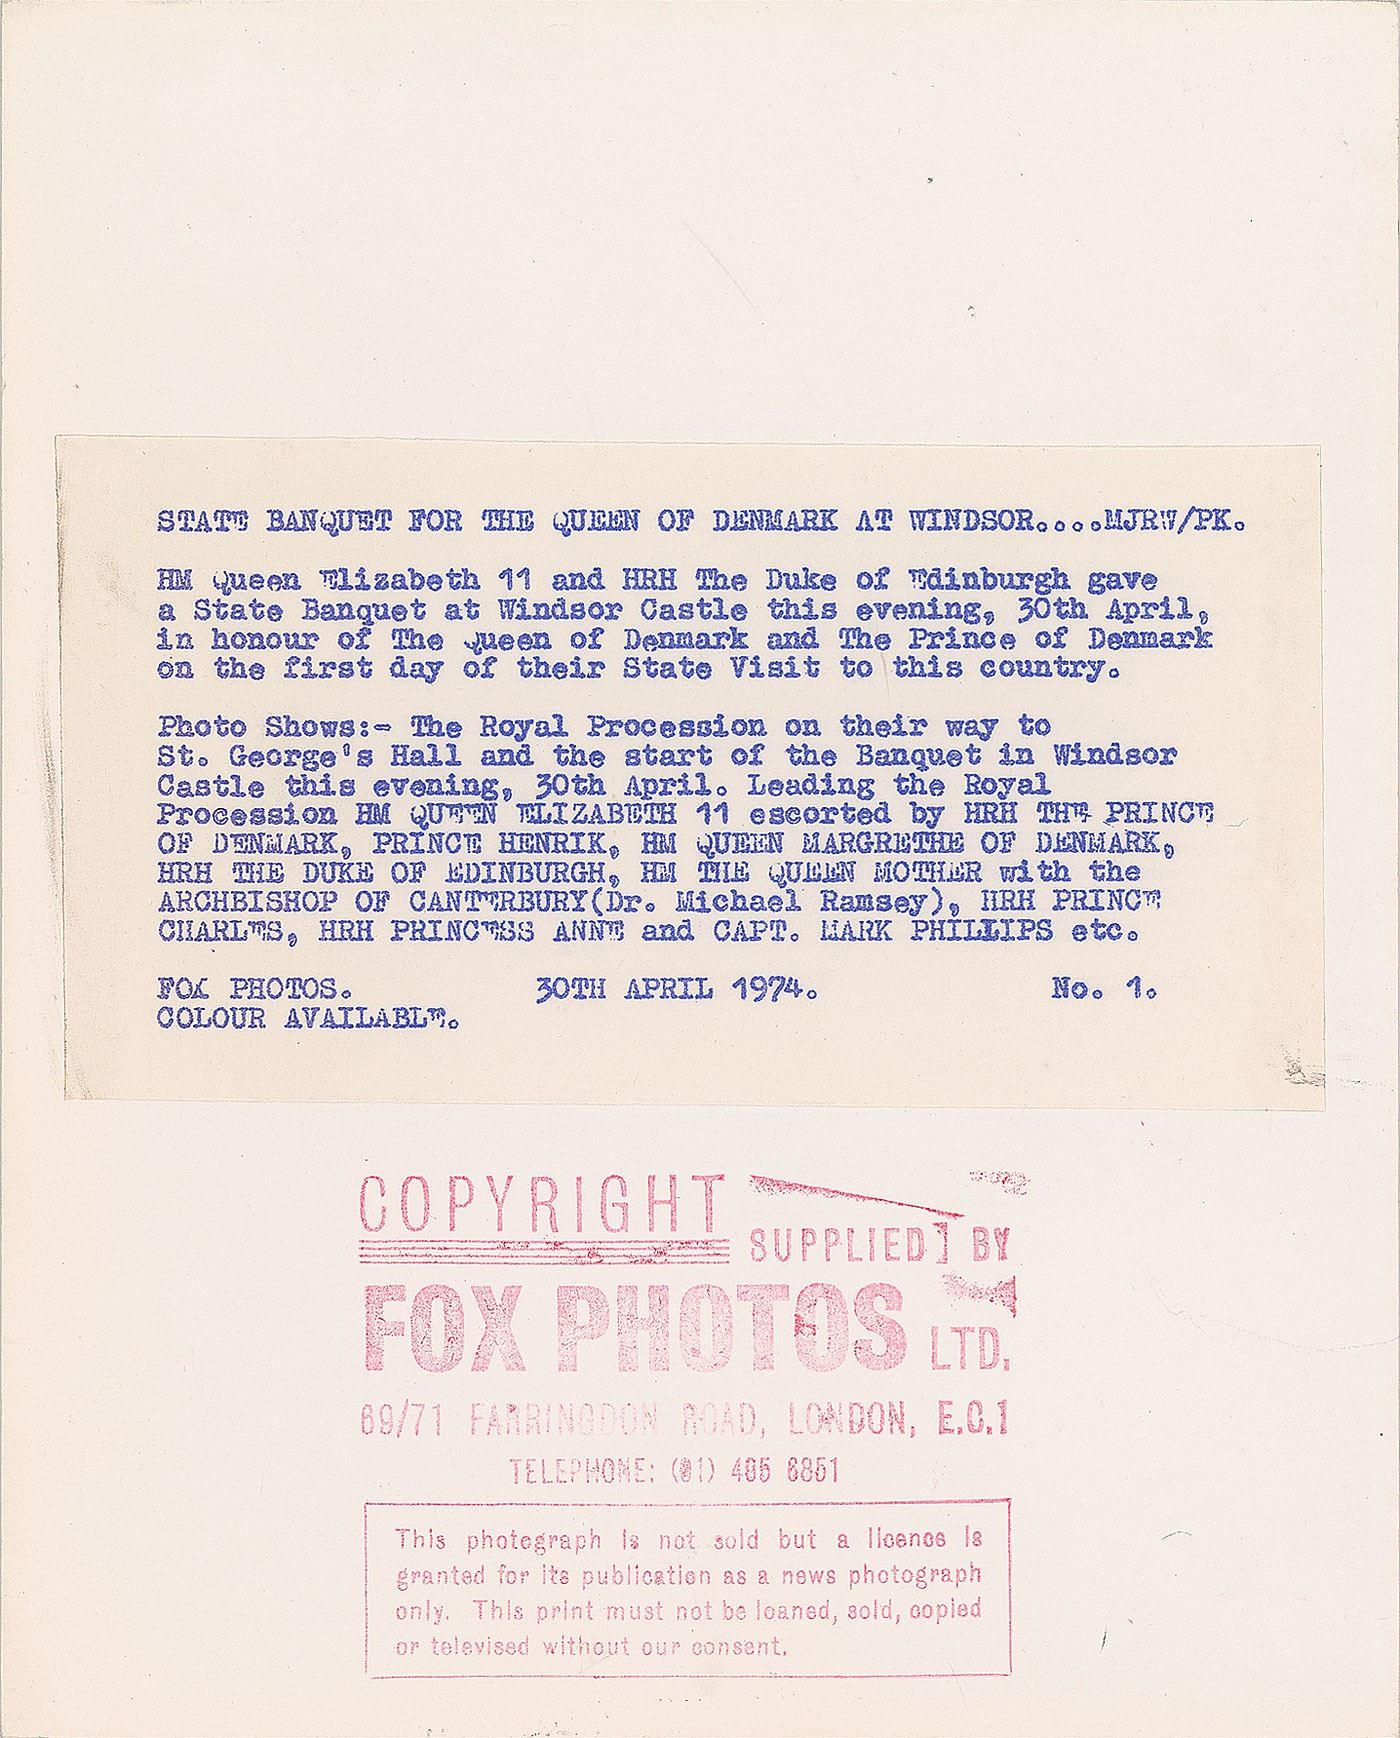 STATE BANQUET FOR THE QUEEN OF DENMARK AT WINDSOR....MJRW/PK.
HM Queen Elizabeth 11 and HRH The Duke of Edinburgh gave
a State Banquet at Windsor Castle this evening, 30th April,
in honour of The Queen of Denmark and The Prince of Denmark
on the first day of their State Visit to this country.
Photo Shows:- The Royal Procession on their way to
St. George's Hall and the start of the Banquet in Windsor
Castle this evening, 30th April. Leading the Royal
Procession HM QUEEN ELIZABETH 11 escorted by HRH THE PRINCE
OF DENMARK, PRINCE HENRIK, HM QUEEN MARGRETHE OF DENMARK,
HRH THE DUKE OF EDINBURGH, HM THE QUEEN MOTHER with the
ARCHBISHOP OF CANTERBURY(Dr. Michael Ramsey), HRH PRINCE
CHARLES, HRH PRINCESS ANNE and CAPT. MARK PHILLIPS etc.
FOX PHOTOS. 30TH APRIL 1974. No. 1.
COLOUR AVAILABLE.
COPYRIGHT
SUPPLIED BY
FOX PHOTOS LTD.
69/71 FARRINGDON ROAD, LONDON, E.C.1
TELEPHONE: (01) 405 6851
This photograph is not sold but a licence is
granted for its publication as a news photograph
only. This print must not be loaned, sold, copied
or televised without our consent.